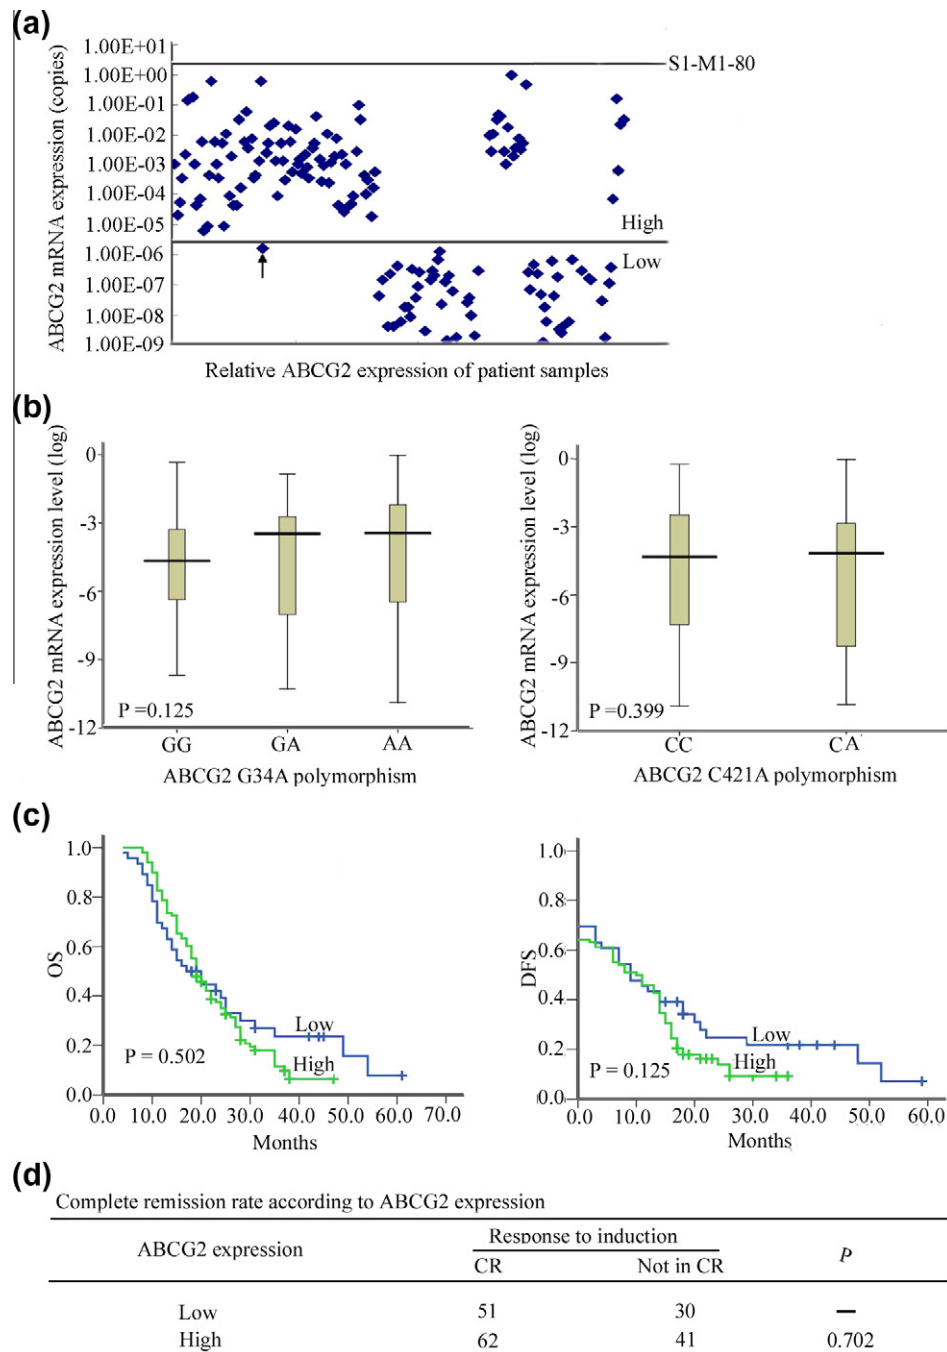 (a)
ABCG2 mRNA expression (copies)
1.00E+01
1.00E+00
1.00E-01
1.00E-02
1.00E-03
1.00E-04
1.00E-05
1.00E-06
1.00E-07
1.00E-08
1.00E-09
S1-M1-80
High
Low
Relative ABCG2 expression of patient samples
(b)
ABCG2 mRNA expression level (log)
0
-3
-6
-9
-12
P =0.125
GG GA AA
ABCG2 G34A polymorphism
ABCG2 mRNA expression level (log)
0
-3
-6
-9
-12
P =0.399
CC CA
ABCG2 C421A polymorphism
(c)
OS
1.0
0.8
0.6
0.4
0.2
0.0
Low
High
P = 0.502
0.0 10.0 20.0 30.0 40.0 50.0 60.0 70.0
Months
DFS
1.0
0.8
0.6
0.4
0.2
0.0
Low
High
P = 0.125
0.0 10.0 20.0 30.0 40.0 50.0 60.0
Months
(d)
Complete remission rate according to ABCG2 expression
ABCG2 expression Response to induction P
CR Not in CR
Low 51 30 —
High 62 41 0.702